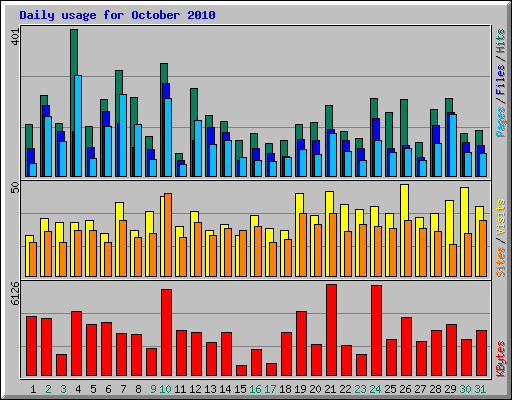 Daily usage for October 2010
401
Pages/Files/Hits
50
Sites/Visits
6126
KBytes
1 2 3 4 5 6 7 8 9 10 11 12 13 14 15 16 17 18 19 20 21 22 23 24 25 26 27 28 29 30 31